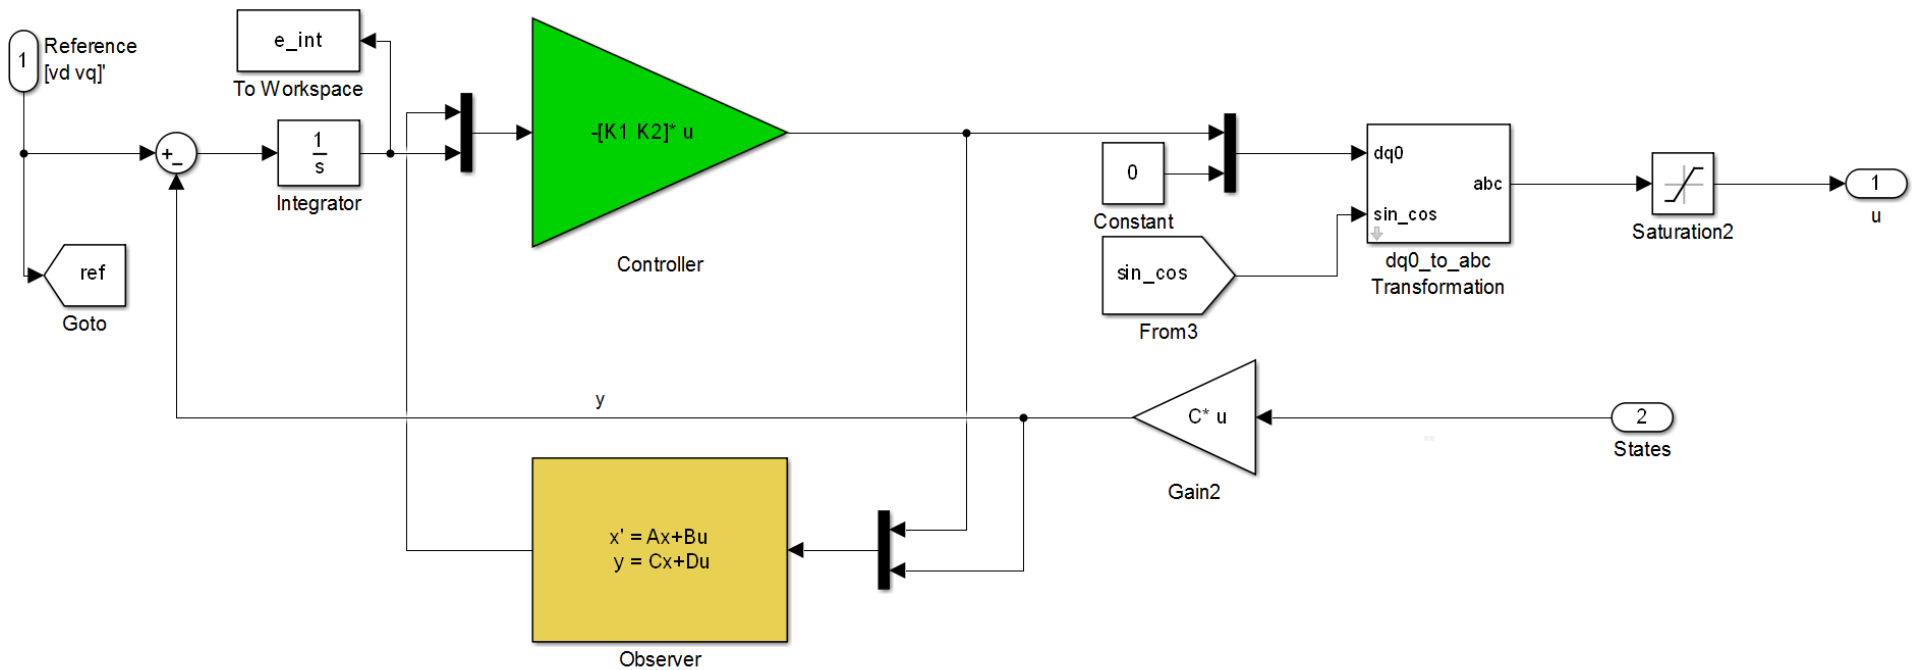 1
Reference
[vd vq]'
e_int
To Workspace
+
_
1
s
Integrator
-[K1 K2]* u
Controller
ref
Goto
0
Constant
sin_cos
From3
dq0
abc
sin_cos
dq0_to_abc
Transformation
Saturation2
1
u
y
C* u
Gain2
2
States
x' = Ax+Bu
y = Cx+Du
Observer